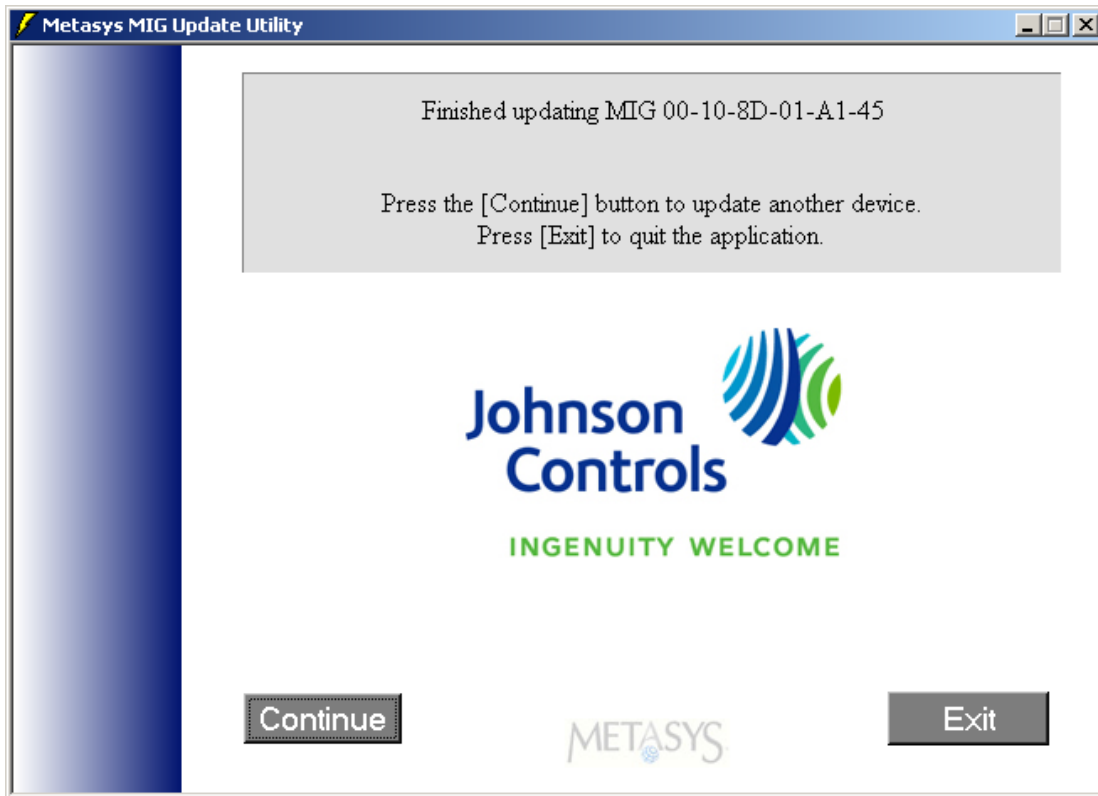 Metasys MIG Update Utility
Finished updating MIG 00-10-8D-01-A1-45
Press the [Continue] button to update another device.
Press [Exit] to quit the application.
Johnson
Controls
INGENUITY WELCOME
Continue
METASYS
Exit